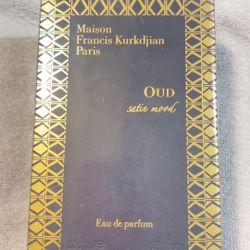 Maison
Francis Kurkdjian
Paris
OUD
satin mood
Eau de parfum